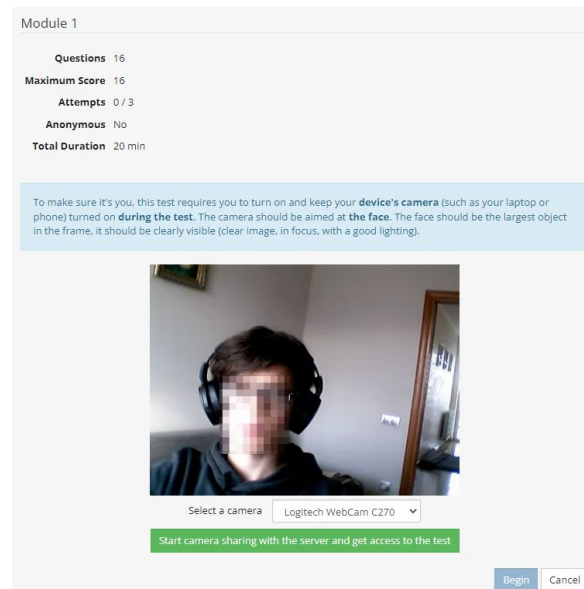 Module 1
Questions 16
Maximum Score 16
Attempts 0 / 3
Anonymous No
Total Duration 20 min
To make sure it's you, this test requires you to turn on and keep your device's camera (such as your laptop or
phone) turned on during the test. The camera should be aimed at the face. The face should be the largest object
in the frame, it should be clearly visible (clear image, in focus, with a good lighting).
Select a camera Logitech WebCam C270
Start camera sharing with the server and get access to the test
Begin Cancel